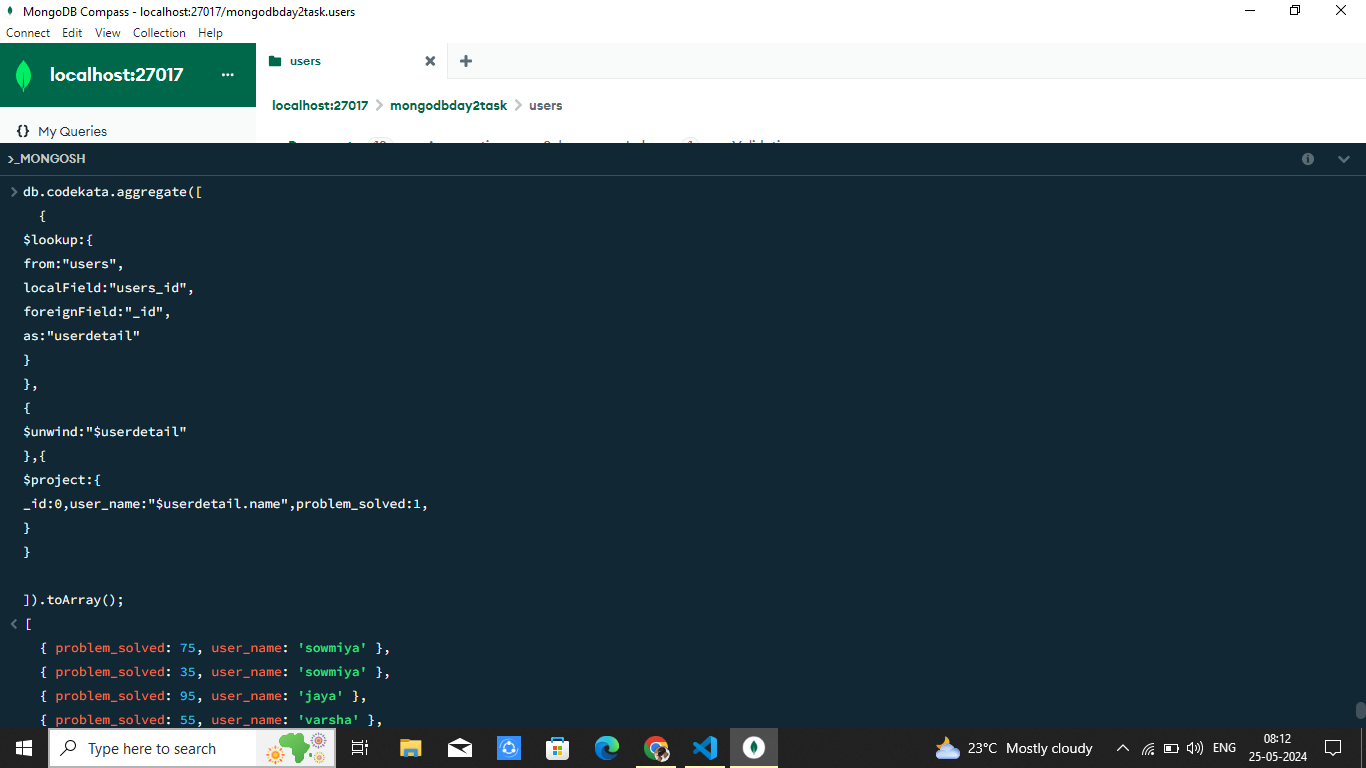 MongoDB Compass - localhost:27017/mongodbday2task.users
Connect Edit View Collection Help
localhost:27017 ...
users
localhost:27017 > mongodbday2task > users
{} My Queries
>_MONGOSH
> db.codekata.aggregate([
{
$lookup:{
from:"users",
localField:"users_id",
foreignField:"_id",
as:"userdetail"
}
},
{
$unwind:"$userdetail"
},{
$project:{
_id:0,user_name:"$userdetail.name",problem_solved:1,
}
}
]).toArray();
< [
{ problem_solved: 75, user_name: 'sowmiya' },
{ problem_solved: 35, user_name: 'sowmiya' },
{ problem_solved: 95, user_name: 'jaya' },
{ problem_solved: 55, user_name: 'varsha' },
Type here to search
23°C Mostly cloudy
ENG
08:12
25-05-2024